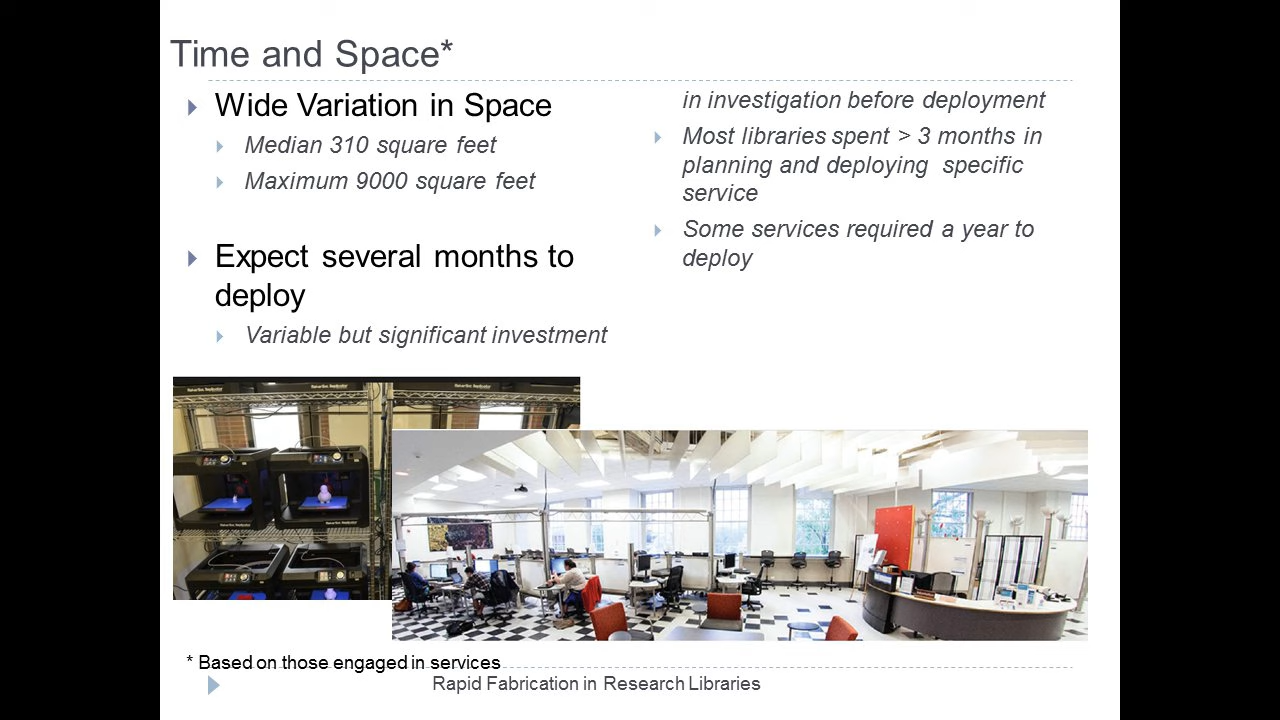 Time and Space*
Wide Variation in Space
Median 310 square feet
Maximum 9000 square feet
Expect several months to
deploy
Variable but significant investment
in investigation before deployment
Most libraries spent > 3 months in
planning and deploying specific
service
Some services required a year to
deploy
* Based on those engaged in services
Rapid Fabrication in Research Libraries